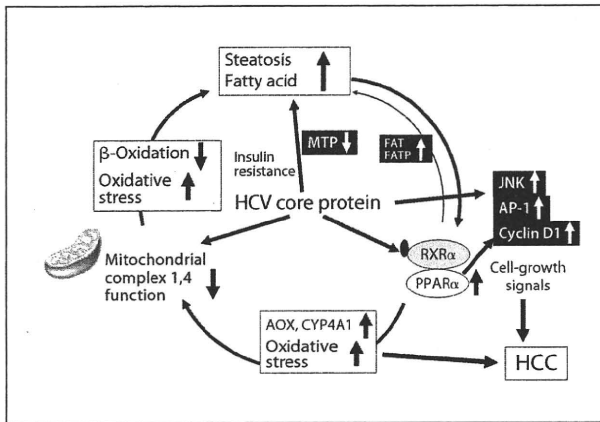 Steatosis
Fatty acid
MTP
FAT
FATP
β-Oxidation
Oxidative
stress
Insulin
resistance
HCV core protein
JNK
AP-1
Cyclin D1
RXRα
PPARα
Mitochondrial
complex 1,4
function
Cell-growth
signals
AOX, CYP4A1
Oxidative
stress
HCC